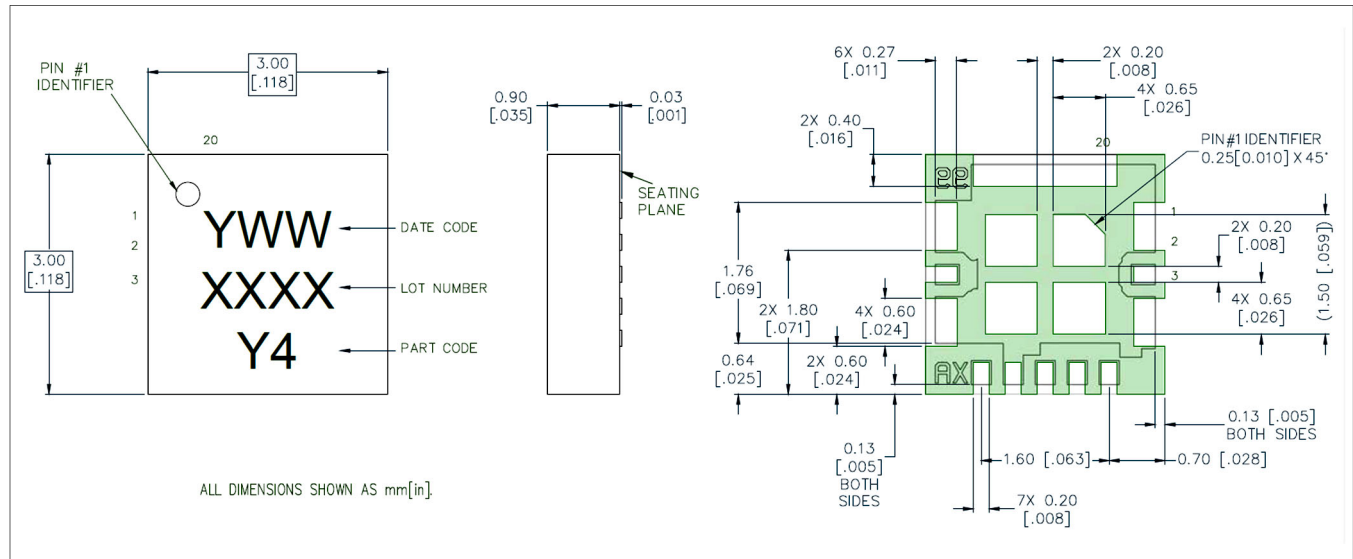 PIN #1
IDENTIFIER
3.00
[.118]
20
1
2
3
3.00
[.118]
YWW
XXXX
Y4
DATE CODE
LOT NUMBER
PART CODE
0.90
[.035]
0.03
[.001]
SEATING
PLANE
6X 0.27
[.011]
2X 0.20
[.008]
4X 0.65
[.026]
2X 0.40
[.016]
20
PIN#1 IDENTIFIER
0.25[0.010] X 45°
1
2
3
2X 0.20
[.008]
4X 0.65
[.026]
(1.50 [.059])
1.76
[.069]
2X 1.80
[.071]
4X 0.60
[.024]
0.64
[.025]
2X 0.60
[.024]
AX
0.13
[.005]
BOTH
SIDES
1.60 [.063]
0.70 [.028]
0.13 [.005]
BOTH SIDES
7X 0.20
[.008]
ALL DIMENSIONS SHOWN AS mm[in].